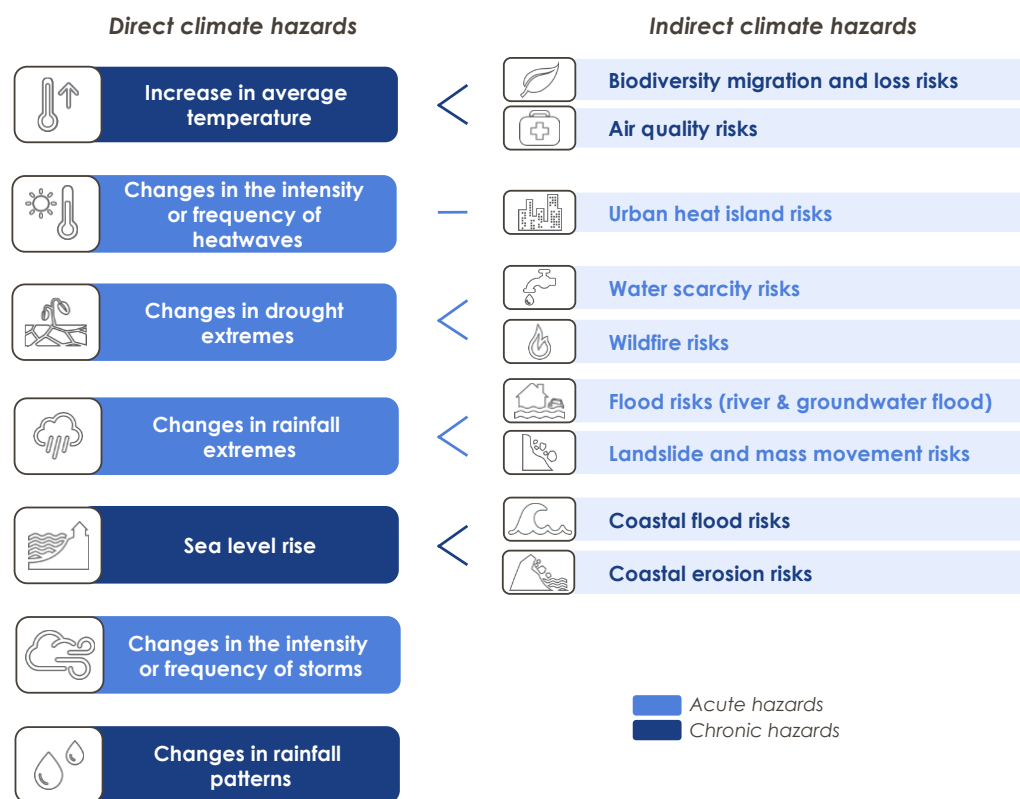 Direct climate hazards
Indirect climate hazards
Increase in average
temperature
Biodiversity migration and loss risks
Air quality risks
Changes in the intensity
or frequency of
heatwaves
Urban heat island risks
Changes in drought
extremes
Water scarcity risks
Wildfire risks
Changes in rainfall
extremes
Flood risks (river & groundwater flood)
Landslide and mass movement risks
Sea level rise
Coastal flood risks
Coastal erosion risks
Changes in the intensity
or frequency of storms
Changes in rainfall
patterns
Acute hazards
Chronic hazards